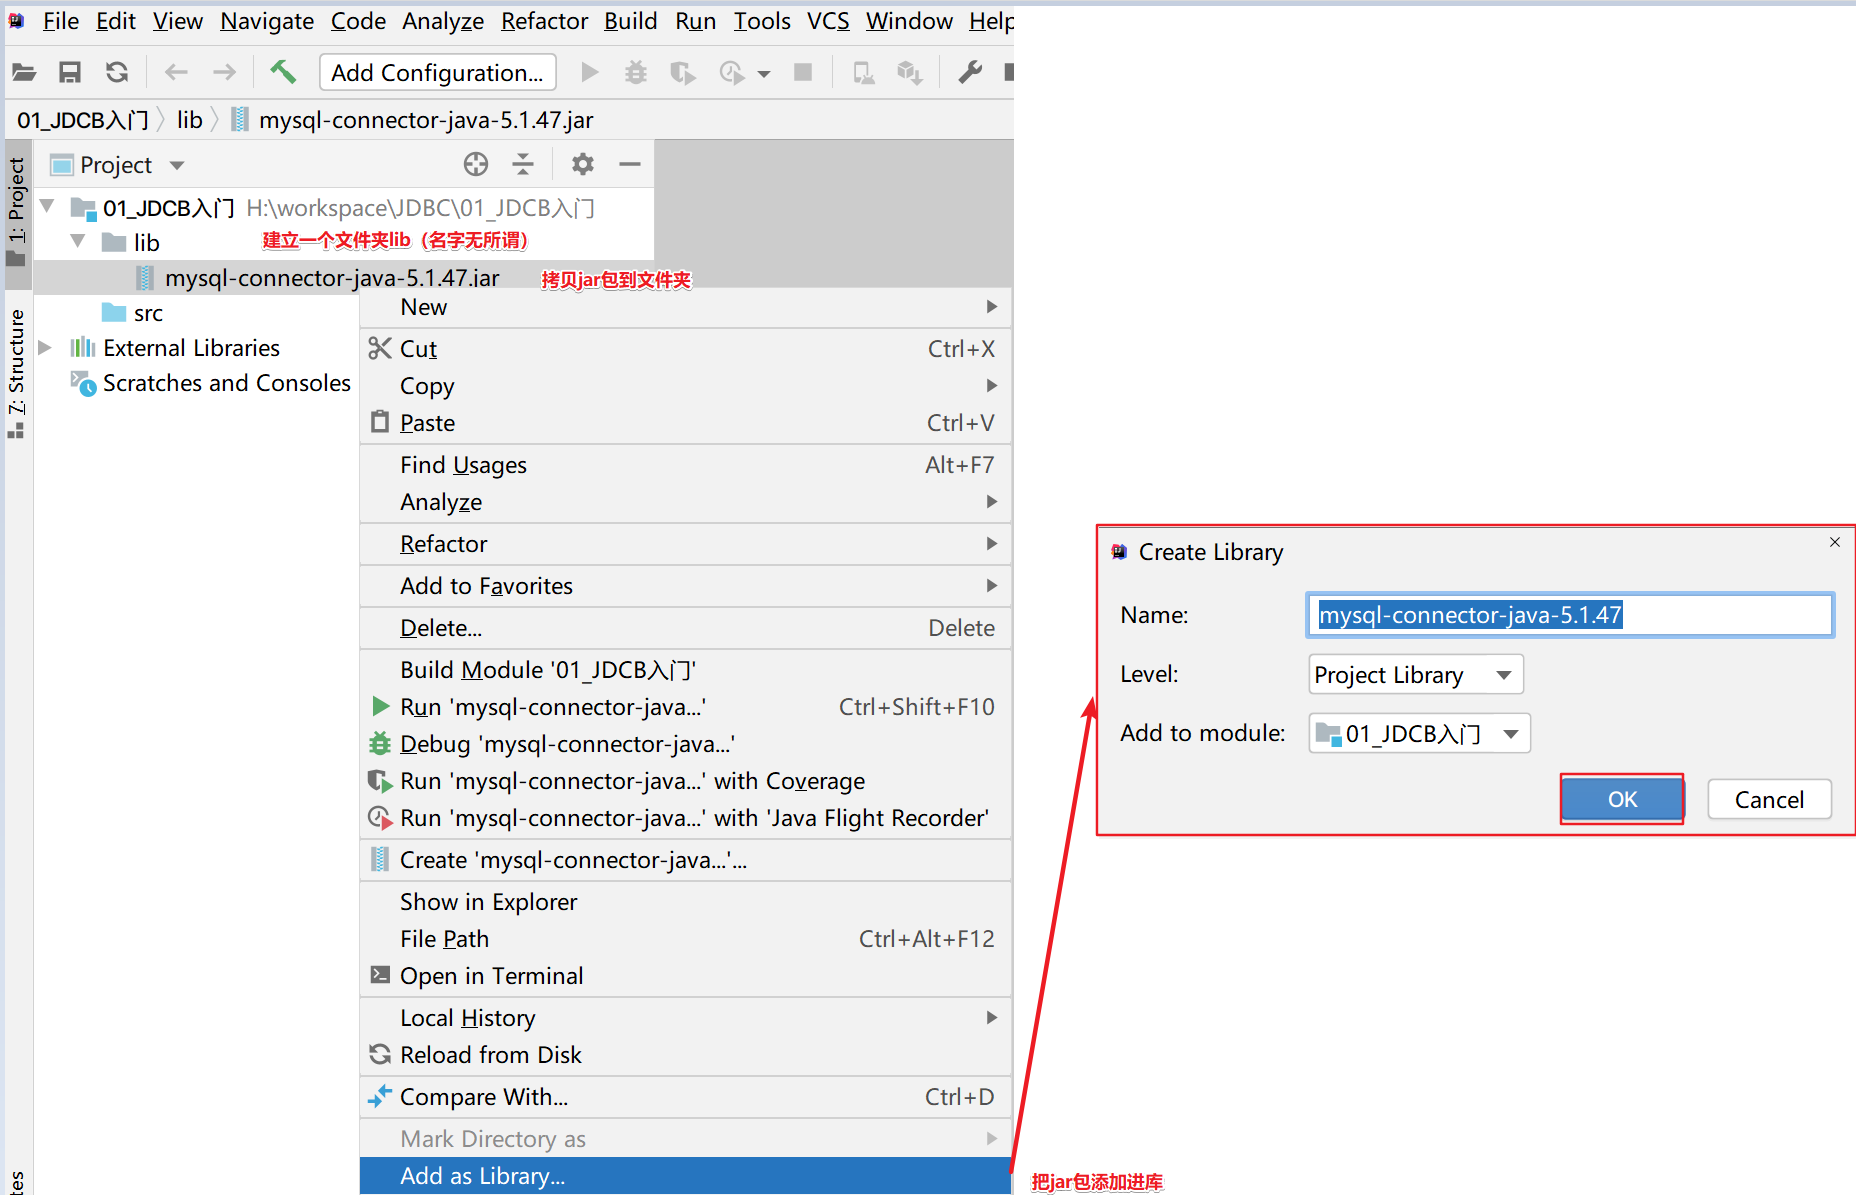 File Edit View Navigate Code Analyze Refactor Build Run Tools VCS Window Help
Add Configuration...
01_JDCB入门 lib mysql-connector-java-5.1.47.jar
1: Project
7: Structure
Project
01_JDCB入门 H:\workspace\JDBC\01_JDCB入门
lib 建立一个文件夹lib（名字无所谓）
mysql-connector-java-5.1.47.jar 拷贝jar包到文件夹
src
External Libraries
Scratches and Consoles
New
Cut Ctrl+X
Copy
Paste Ctrl+V
Find Usages Alt+F7
Analyze
Refactor
Add to Favorites
Delete... Delete
Build Module '01_JDCB入门'
Run 'mysql-connector-java...' Ctrl+Shift+F10
Debug 'mysql-connector-java...'
Run 'mysql-connector-java...' with Coverage
Run 'mysql-connector-java...' with 'Java Flight Recorder'
Create 'mysql-connector-java...'...
Show in Explorer
File Path Ctrl+Alt+F12
Open in Terminal
Local History
Reload from Disk
Compare With... Ctrl+D
Mark Directory as
Add as Library...
把jar包添加进库
Create Library
Name: mysql-connector-java-5.1.47
Level: Project Library
Add to module: 01_JDCB入门
OK Cancel